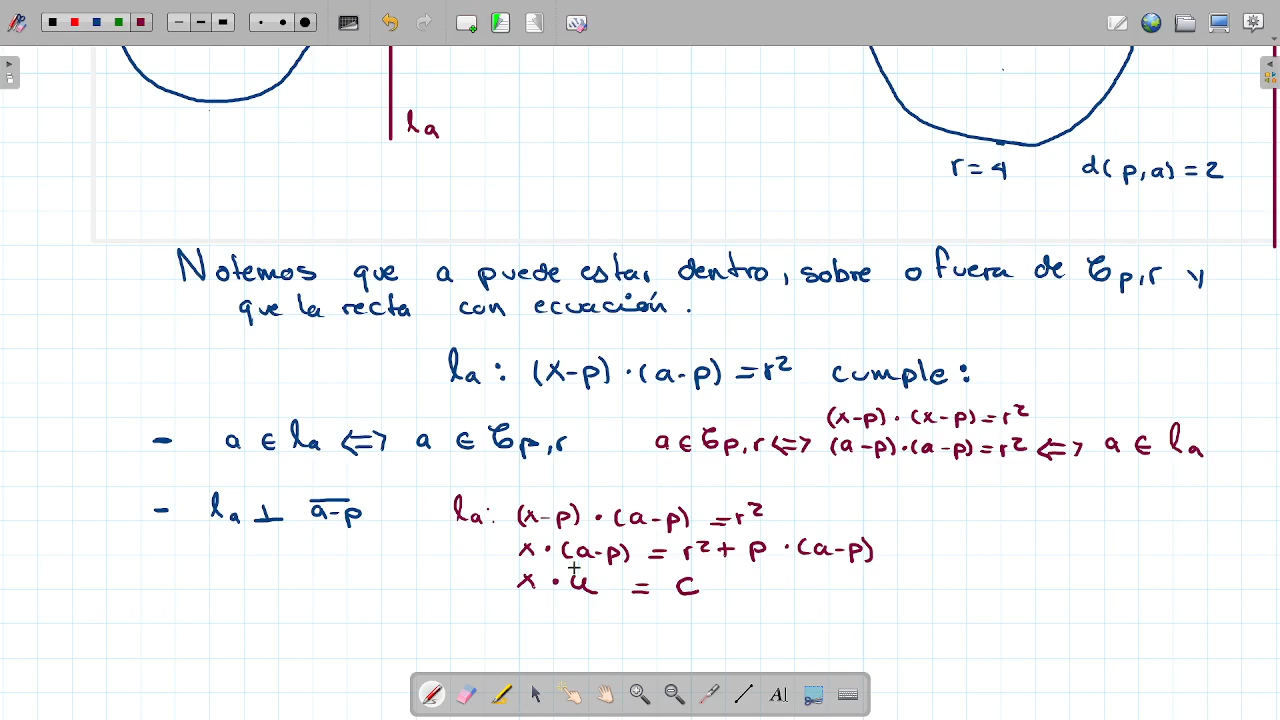 la
r=4 d(p,a)=2
Notemos que a puede estar dentro, sobre o fuera de 𝒞p,r y
que la recta con ecuación.
la: (x-p)·(a-p)=r² cumple:
(x-p)·(x-p)=r²
- a ∈ la ⇔ a ∈ 𝒞p,r a ∈ 𝒞p,r ⇔ (a-p)·(a-p)=r² ⇔ a ∈ la
- la ⊥ a-p la: (x-p)·(a-p)=r²
x·(a-p) = r²+ p·(a-p)
x·u = c
AI